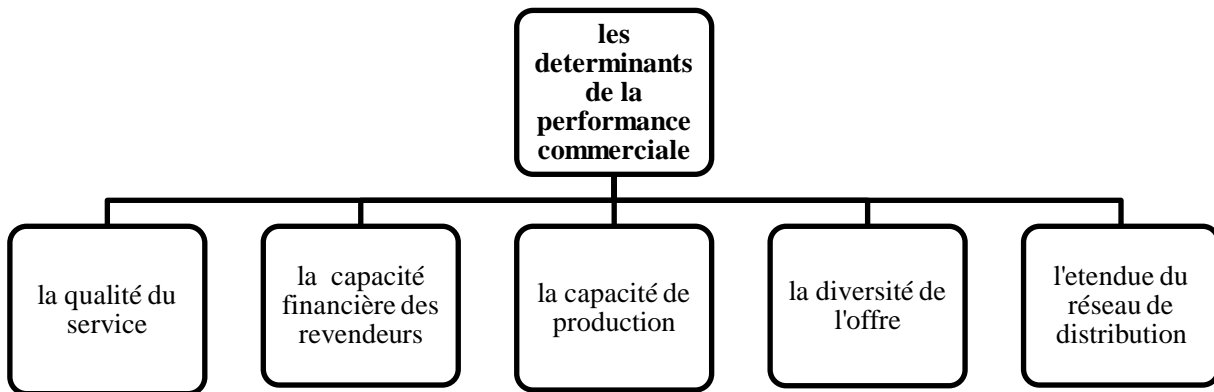 les
determinants
de la
performance
commerciale
la qualité du
service
la capacité
financière des
revendeurs
la capacité de
production
la diversité de
l'offre
l'etendue du
réseau de
distribution